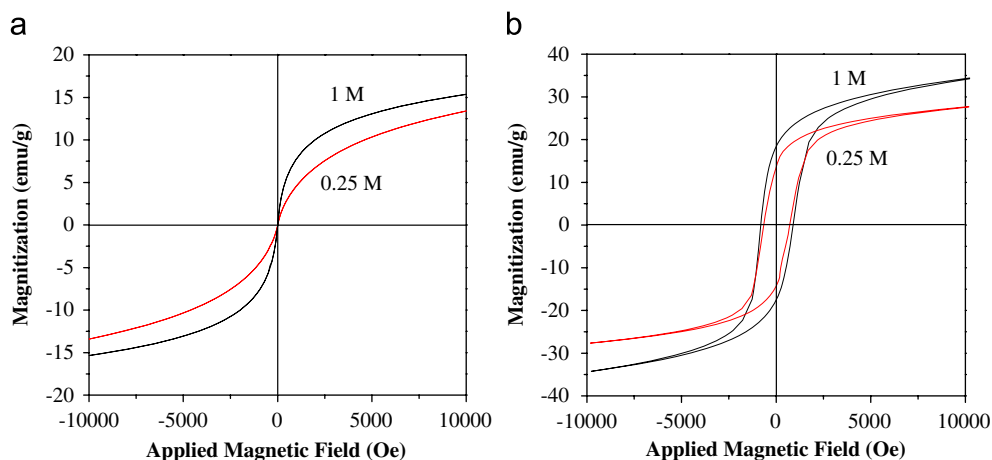 a
20
15
10
5
0
-5
-10
-15
-20
Magnitization (emu/g)
1 M
0.25 M
-10000 -5000 0 5000 10000
Applied Magnetic Field (Oe)
b
40
30
20
10
0
-10
-20
-30
-40
Magnitization (emu/g)
1 M
0.25 M
-10000 -5000 0 5000 10000
Applied Magnetic Field (Oe)